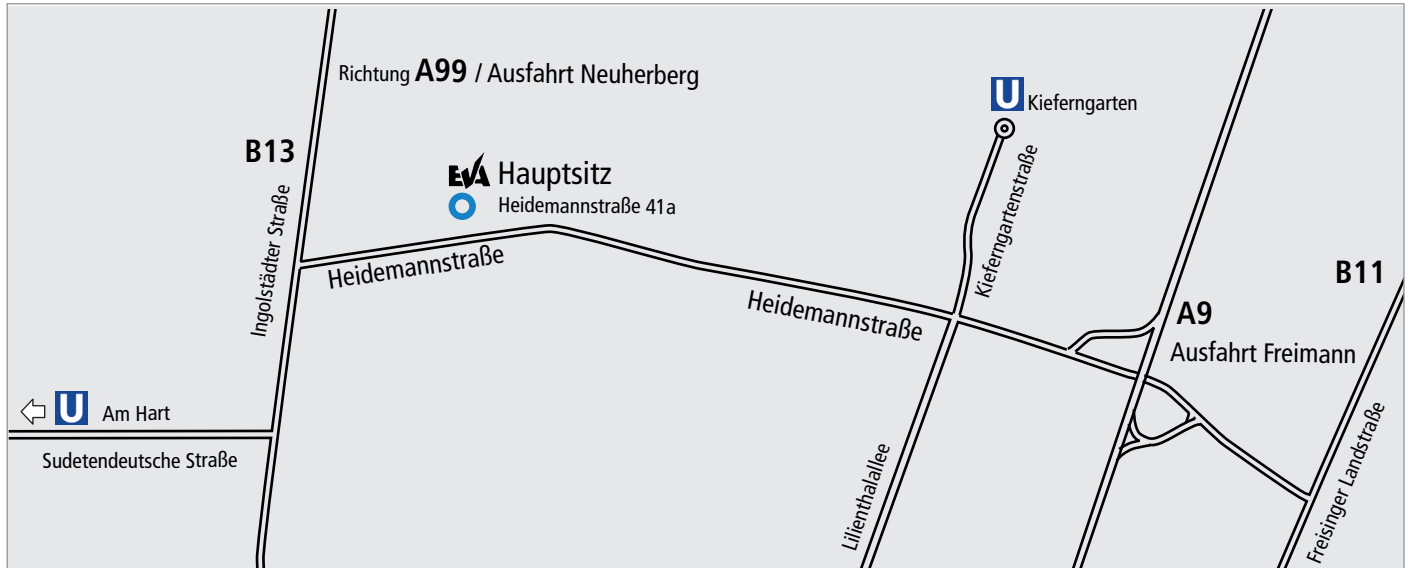 Richtung A99 / Ausfahrt Neuherberg
U Kieferngarten
B13
EVA Hauptsitz
Heidemannstraße 41a
Ingolstädter Straße
Heidemannstraße
Kieferngartenstraße
B11
Heidemannstraße
A9
Ausfahrt Freimann
U Am Hart
Sudetendeutsche Straße
Lilienthalallee
Freisinger Landstraße